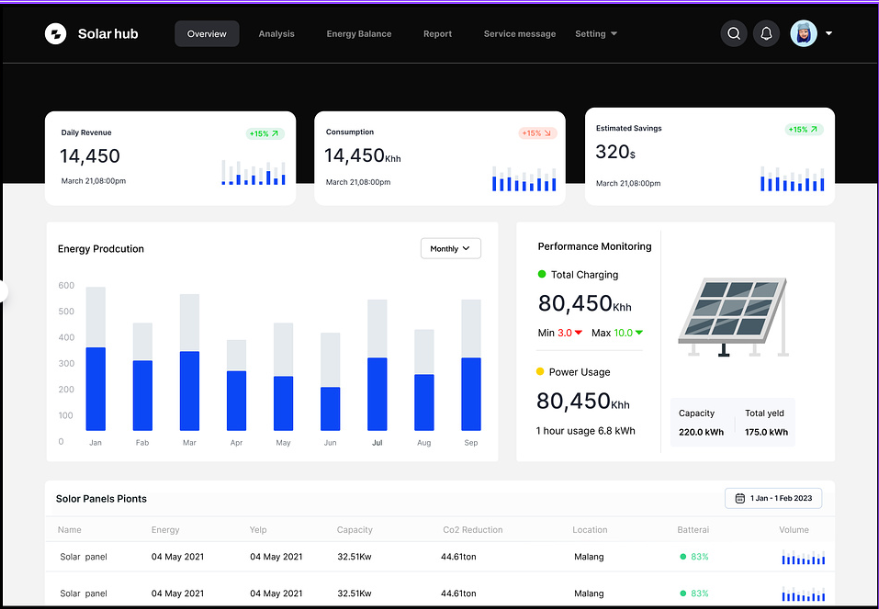 Solar hub
Overview
Analysis
Energy Balance
Report
Service message
Setting
Daily Revenue
+15%
14,450
March 21,08:00pm
Consumption
+15%
14,450Khh
March 21,08:00pm
Estimated Savings
+15%
320$
March 21,08:00pm
Energy Prodcution
Monthly
600
500
400
300
200
100
0
Jan Fab Mar Apr May Jun Jul Aug Sep
Performance Monitoring
Total Charging
80,450Khh
Min 3.0 Max 10.0
Power Usage
80,450Khh
1 hour usage 6.8 kWh
Capacity Total yeld
220.0 kWh 175.0 kWh
Solor Panels Pionts
1 Jan - 1 Feb 2023
Name Energy Yelp Capacity Co2 Reduction Location Batterai Volume
Solar panel 04 May 2021 04 May 2021 32.51Kw 44.61ton Malang 83%
Solar panel 04 May 2021 04 May 2021 32.51Kw 44.61ton Malang 83%